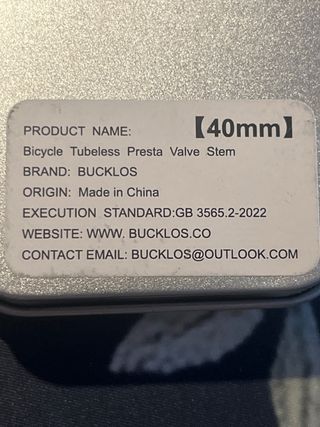 PRODUCT NAME: 【40mm】
Bicycle Tubeless Presta Valve Stem
BRAND: BUCKLOS
ORIGIN: Made in China
EXECUTION STANDARD:GB 3565.2-2022
WEBSITE: WWW. BUCKLOS.CO
CONTACT EMAIL: BUCKLOS@OUTLOOK.COM